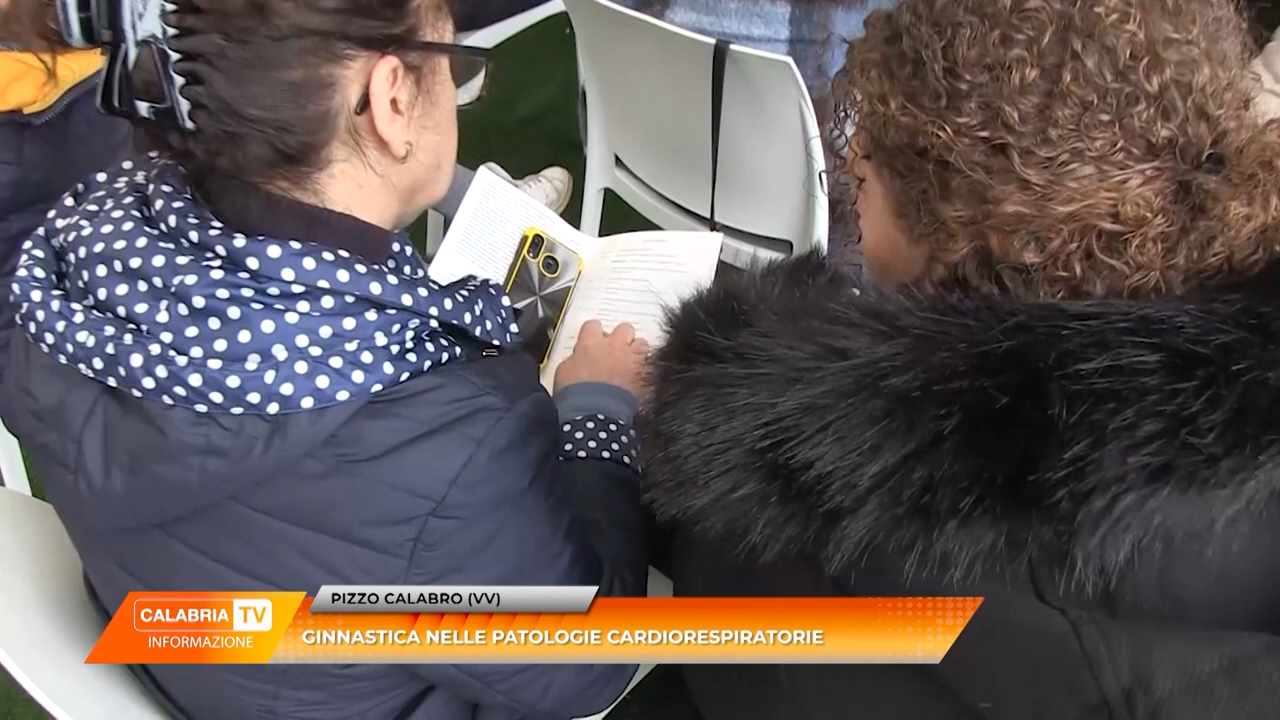 PIZZO CALABRO (VV)
CALABRIA TV
INFORMAZIONE
GINNASTICA NELLE PATOLOGIE CARDIORESPIRATORIE